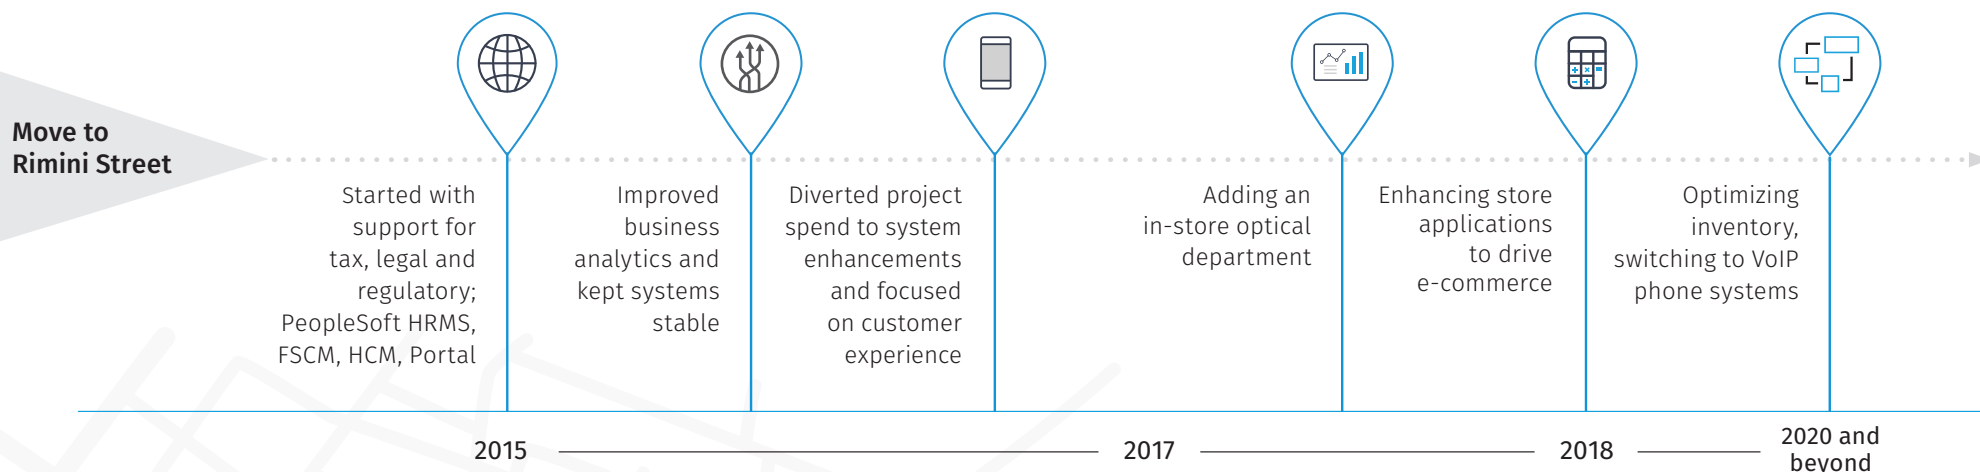 Move to
Rimini Street
Started with
support for
tax, legal and
regulatory;
PeopleSoft HRMS,
FSCM, HCM, Portal
Improved
business
analytics and
kept systems
stable
Diverted project
spend to system
enhancements
and focused
on customer
experience
Adding an
in-store optical
department
Enhancing store
applications
to drive
e-commerce
Optimizing
inventory,
switching to VoIP
phone systems
2015
2017
2018
2020 and
beyond